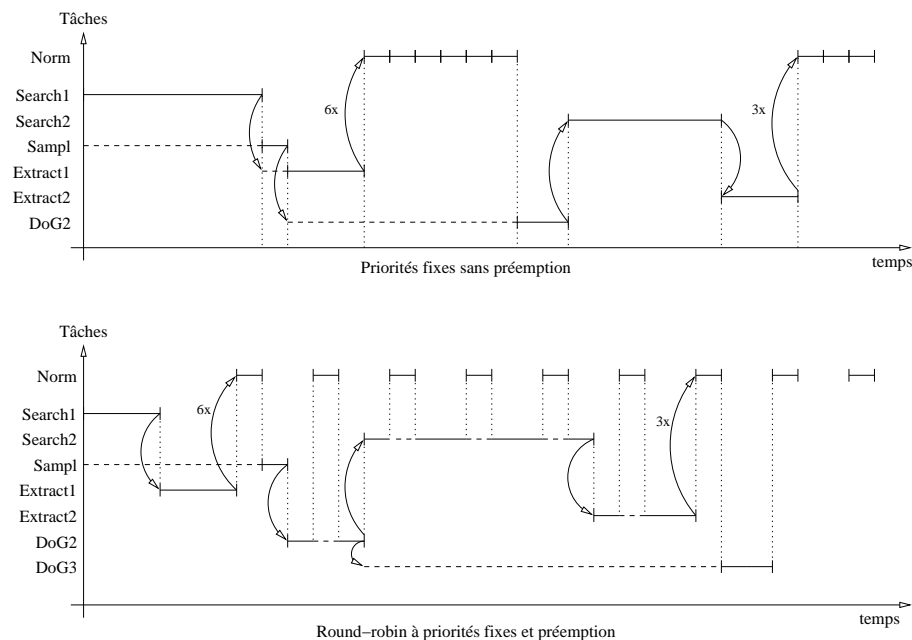 Tâches
Norm
Search1
6x
3x
Search2
Sampl
Extract1
Extract2
DoG2
temps
Priorités fixes sans préemption
Tâches
Norm
Search1
6x
3x
Search2
Sampl
Extract1
Extract2
DoG2
DoG3
temps
Round−robin à priorités fixes et préemption